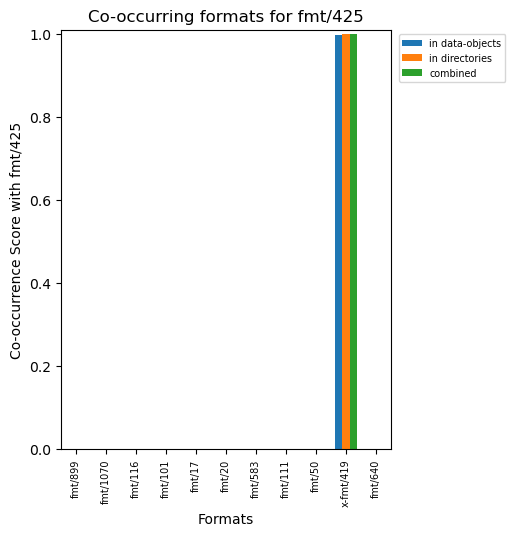 Co-occurring formats for fmt/425
in data-objects
in directories
combined
Co-occurrence Score with fmt/425
1.0
0.8
0.6
0.4
0.2
0.0
fmt/899
fmt/1070
fmt/116
fmt/101
fmt/17
fmt/20
fmt/583
fmt/111
fmt/50
x-fmt/419
fmt/640
Formats